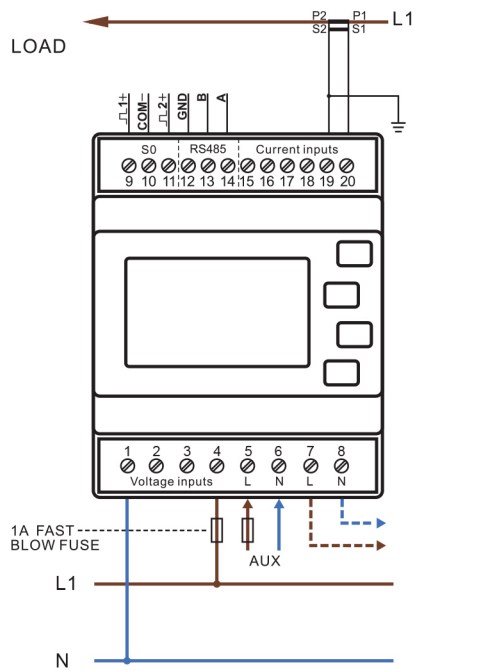 P2 P1 L1
S2 S1
LOAD
⎍L1+ COM− ⎍L2+ GND B A
S0 RS485 Current inputs
9 10 11 12 13 14 15 16 17 18 19 20
1 2 3 4 5 6 7 8
Voltage inputs L N L N
1A FAST
BLOW FUSE
AUX
L1
N